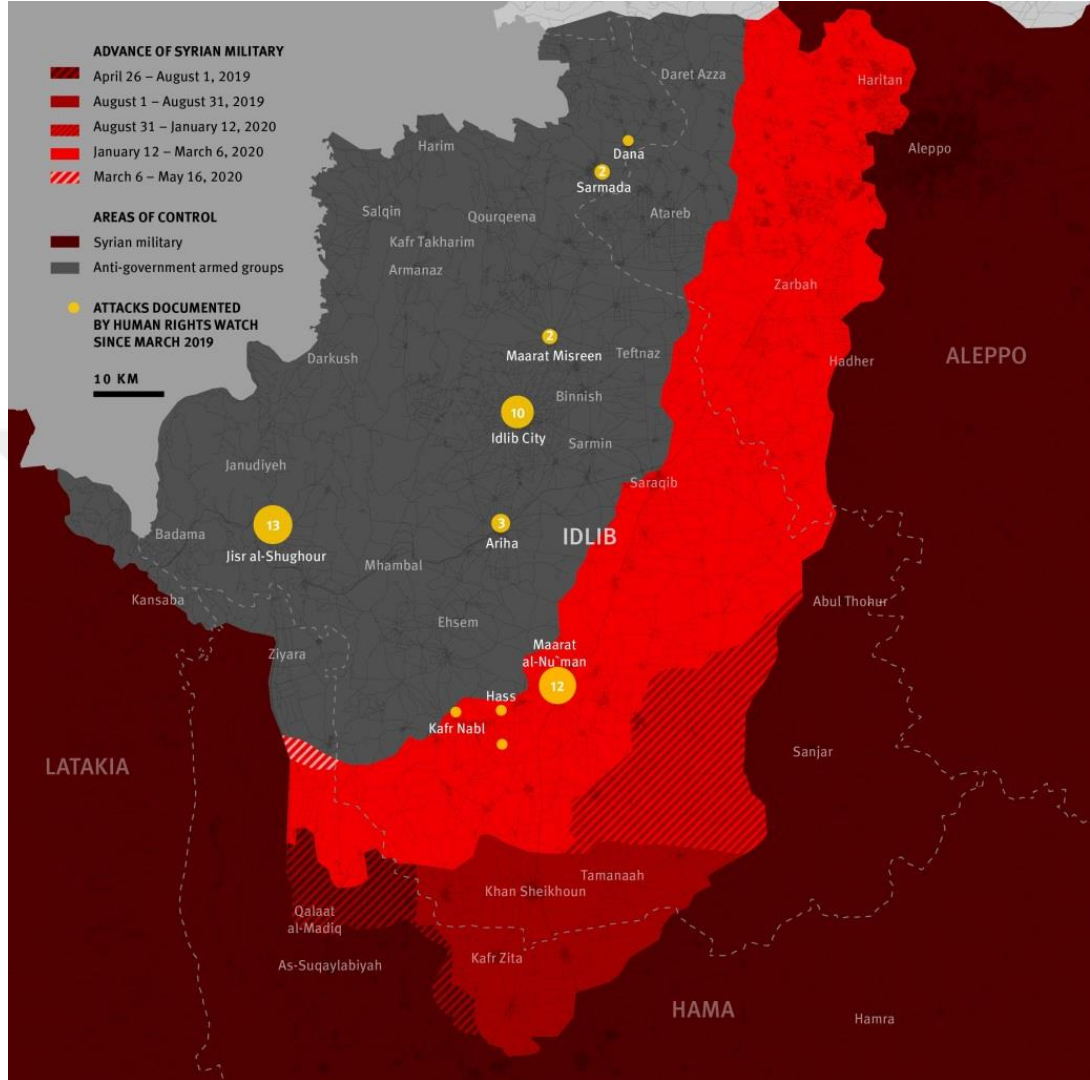 ADVANCE OF SYRIAN MILITARY
April 26 – August 1, 2019
August 1 – August 31, 2019
August 31 – January 12, 2020
January 12 – March 6, 2020
March 6 – May 16, 2020
AREAS OF CONTROL
Syrian military
Anti-government armed groups
ATTACKS DOCUMENTED
BY HUMAN RIGHTS WATCH
SINCE MARCH 2019
10 KM
Daret Azza
Haritan
Harim
Dana
Aleppo
2
Sarmada
Salqin
Qourqeena
Atareb
Kafr Takharim
Armanaz
Zarbah
2
Maarat Misreen
Teftnaz
Darkush
Hadher
ALEPPO
Binnish
10
Idlib City
Sarmin
Janudiyeh
Saraqib
13
Jisr al-Shughour
Badama
3
Ariha
IDLIB
Mhambal
Kansaba
Abul Thohur
Ehsem
Ziyara
Maarat
al-Nu`man
12
Hass
Kafr Nabl
Sanjar
LATAKIA
Tamanaah
Khan Sheikhoun
Qalaat
al-Madiq
As-Suqaylabiyah
Kafr Zita
HAMA
Hamra